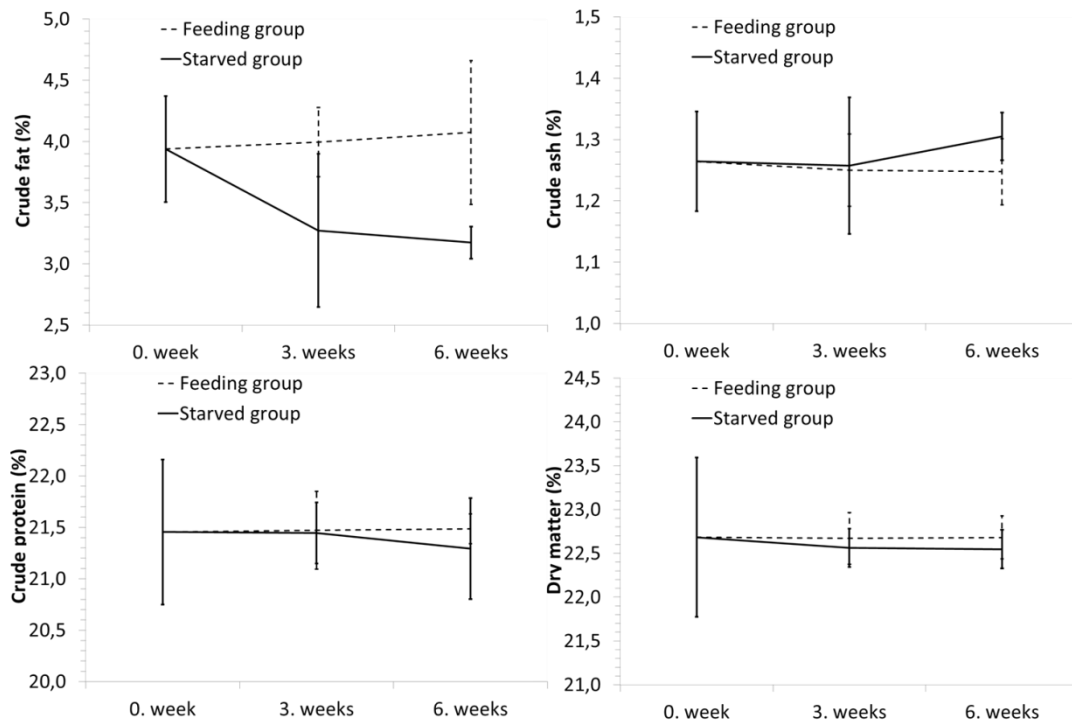 Crude fat (%)
5,0
4,5
4,0
3,5
3,0
2,5
Feeding group
Starved group
0. week 3. weeks 6. weeks
Crude ash (%)
1,5
1,4
1,3
1,2
1,1
1,0
Feeding group
Starved group
0. week 3. weeks 6. weeks
Crude protein (%)
23,0
22,5
22,0
21,5
21,0
20,5
20,0
Feeding group
Starved group
0. week 3. weeks 6. weeks
Dry matter (%)
24,5
24,0
23,5
23,0
22,5
22,0
21,5
21,0
Feeding group
Starved group
0. week 3. weeks 6. weeks